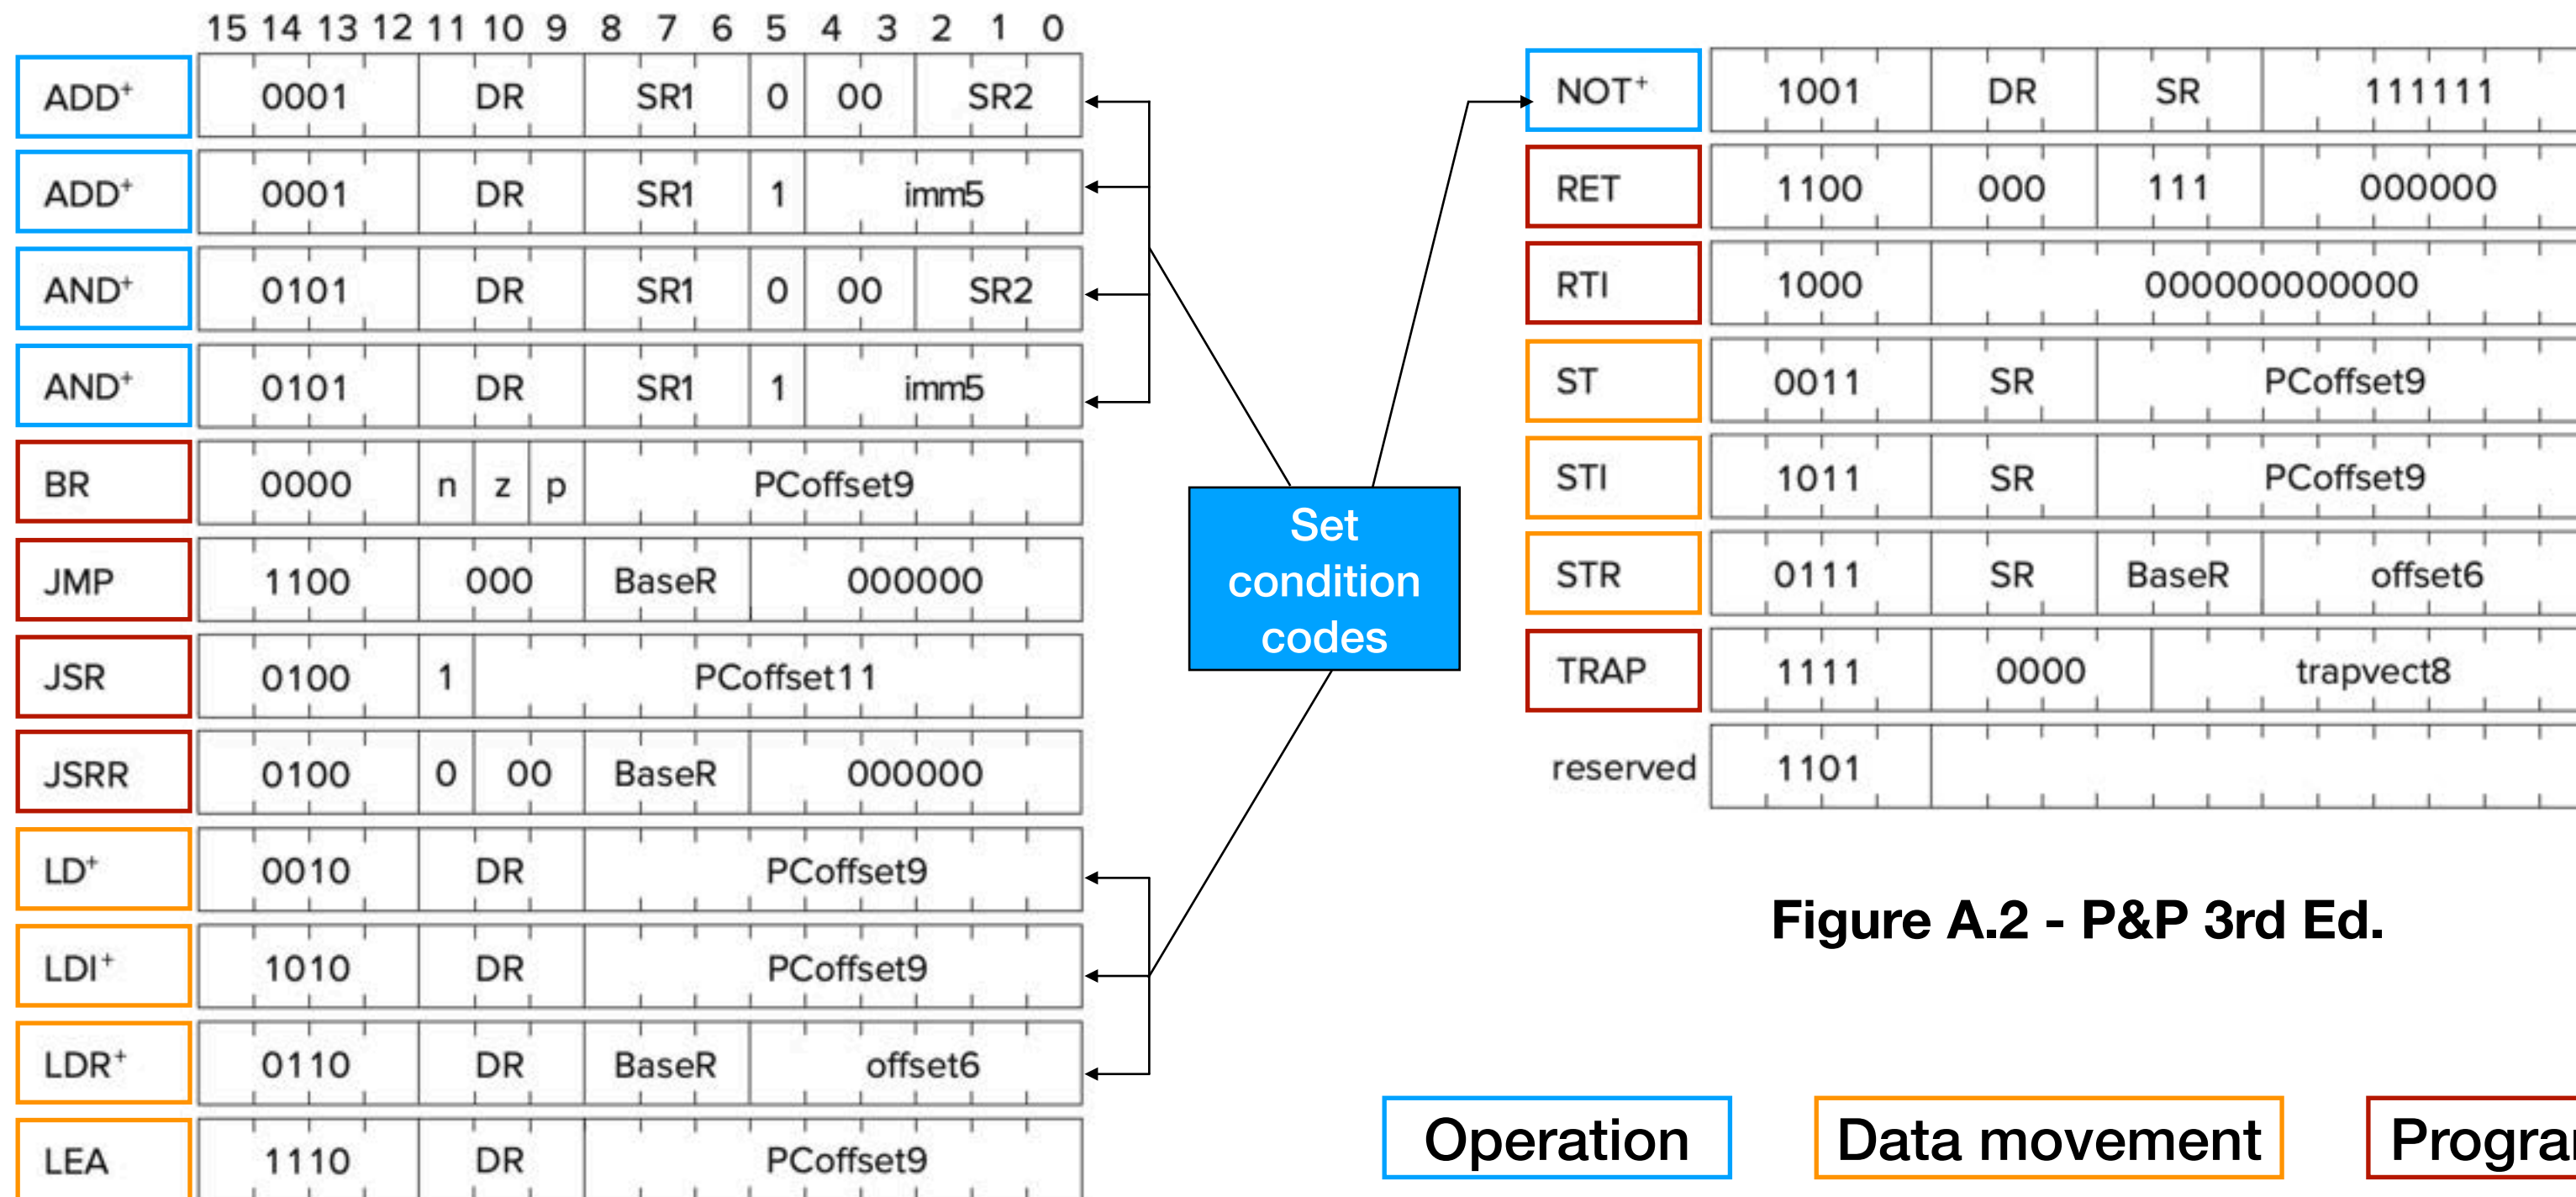 15 14 13 12 11 10 9 8 7 6 5 4 3 2 1 0
ADD+ 0001 DR SR1 0 00 SR2
ADD+ 0001 DR SR1 1 imm5
AND+ 0101 DR SR1 0 00 SR2
AND+ 0101 DR SR1 1 imm5
BR 0000 n z p PCoffset9
JMP 1100 000 BaseR 000000
JSR 0100 1 PCoffset11
JSRR 0100 0 00 BaseR 000000
LD+ 0010 DR PCoffset9
LDI+ 1010 DR PCoffset9
LDR+ 0110 DR BaseR offset6
LEA 1110 DR PCoffset9
Set
condition
codes
NOT+ 1001 DR SR 111111
RET 1100 000 111 000000
RTI 1000 000000000000
ST 0011 SR PCoffset9
STI 1011 SR PCoffset9
STR 0111 SR BaseR offset6
TRAP 1111 0000 trapvect8
reserved 1101
Figure A.2 - P&P 3rd Ed.
Operation Data movement